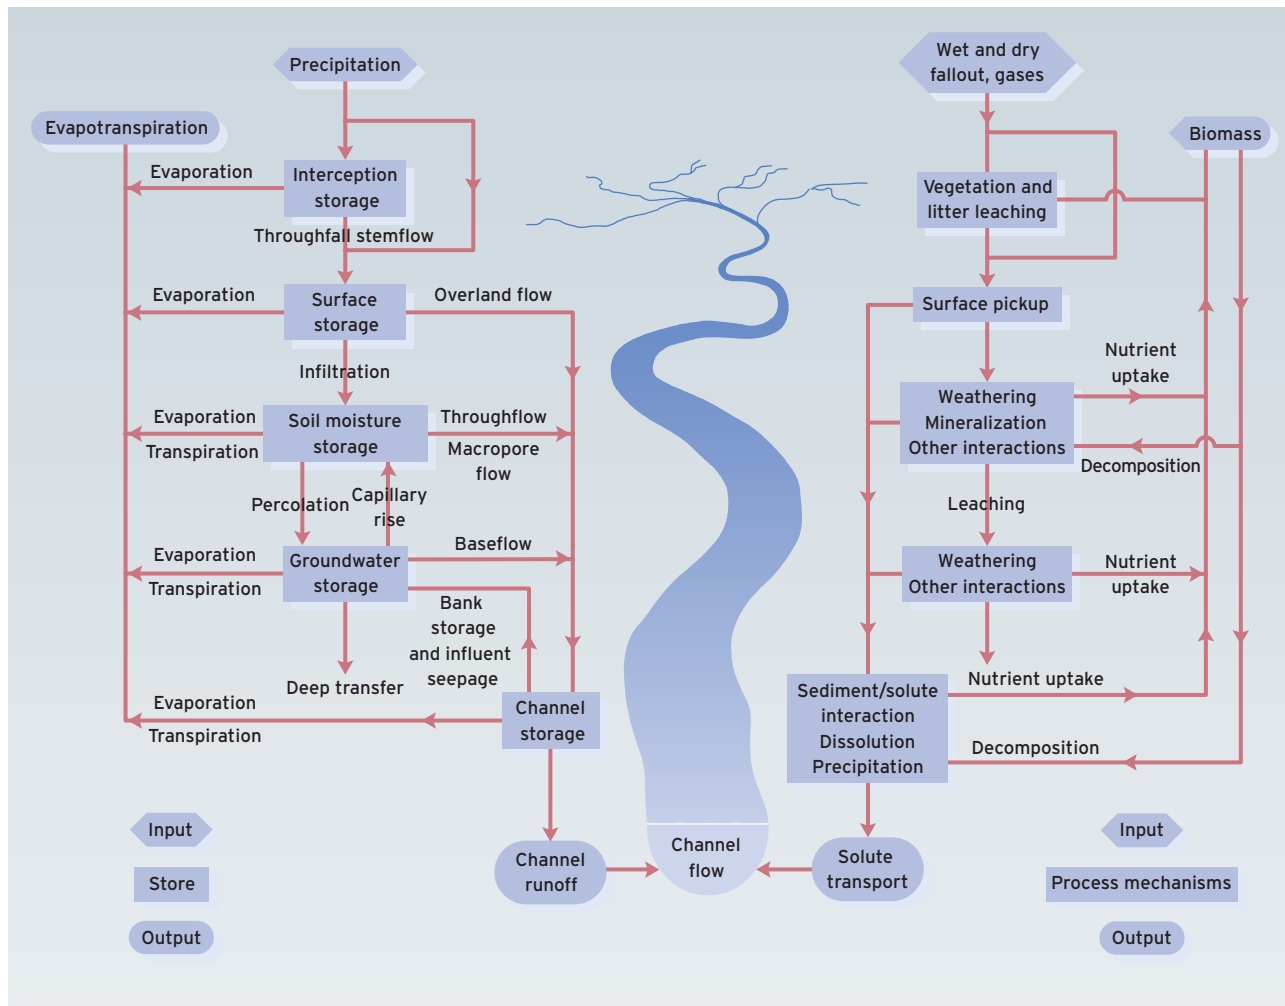 Precipitation
Evapotranspiration
Evaporation
Interception
storage
Throughfall stemflow
Evaporation
Surface
storage
Overland flow
Infiltration
Evaporation
Transpiration
Soil moisture
storage
Throughflow
Macropore
flow
Percolation
Capillary
rise
Evaporation
Transpiration
Groundwater
storage
Baseflow
Bank
storage
and influent
seepage
Deep transfer
Evaporation
Transpiration
Channel
storage
Channel
runoff
Input
Store
Output
Channel
flow
Wet and dry
fallout, gases
Biomass
Vegetation and
litter leaching
Surface pickup
Nutrient
uptake
Weathering
Mineralization
Other interactions
Decomposition
Leaching
Weathering
Other interactions
Nutrient
uptake
Nutrient uptake
Sediment/solute
interaction
Dissolution
Precipitation
Decomposition
Solute
transport
Input
Process mechanisms
Output